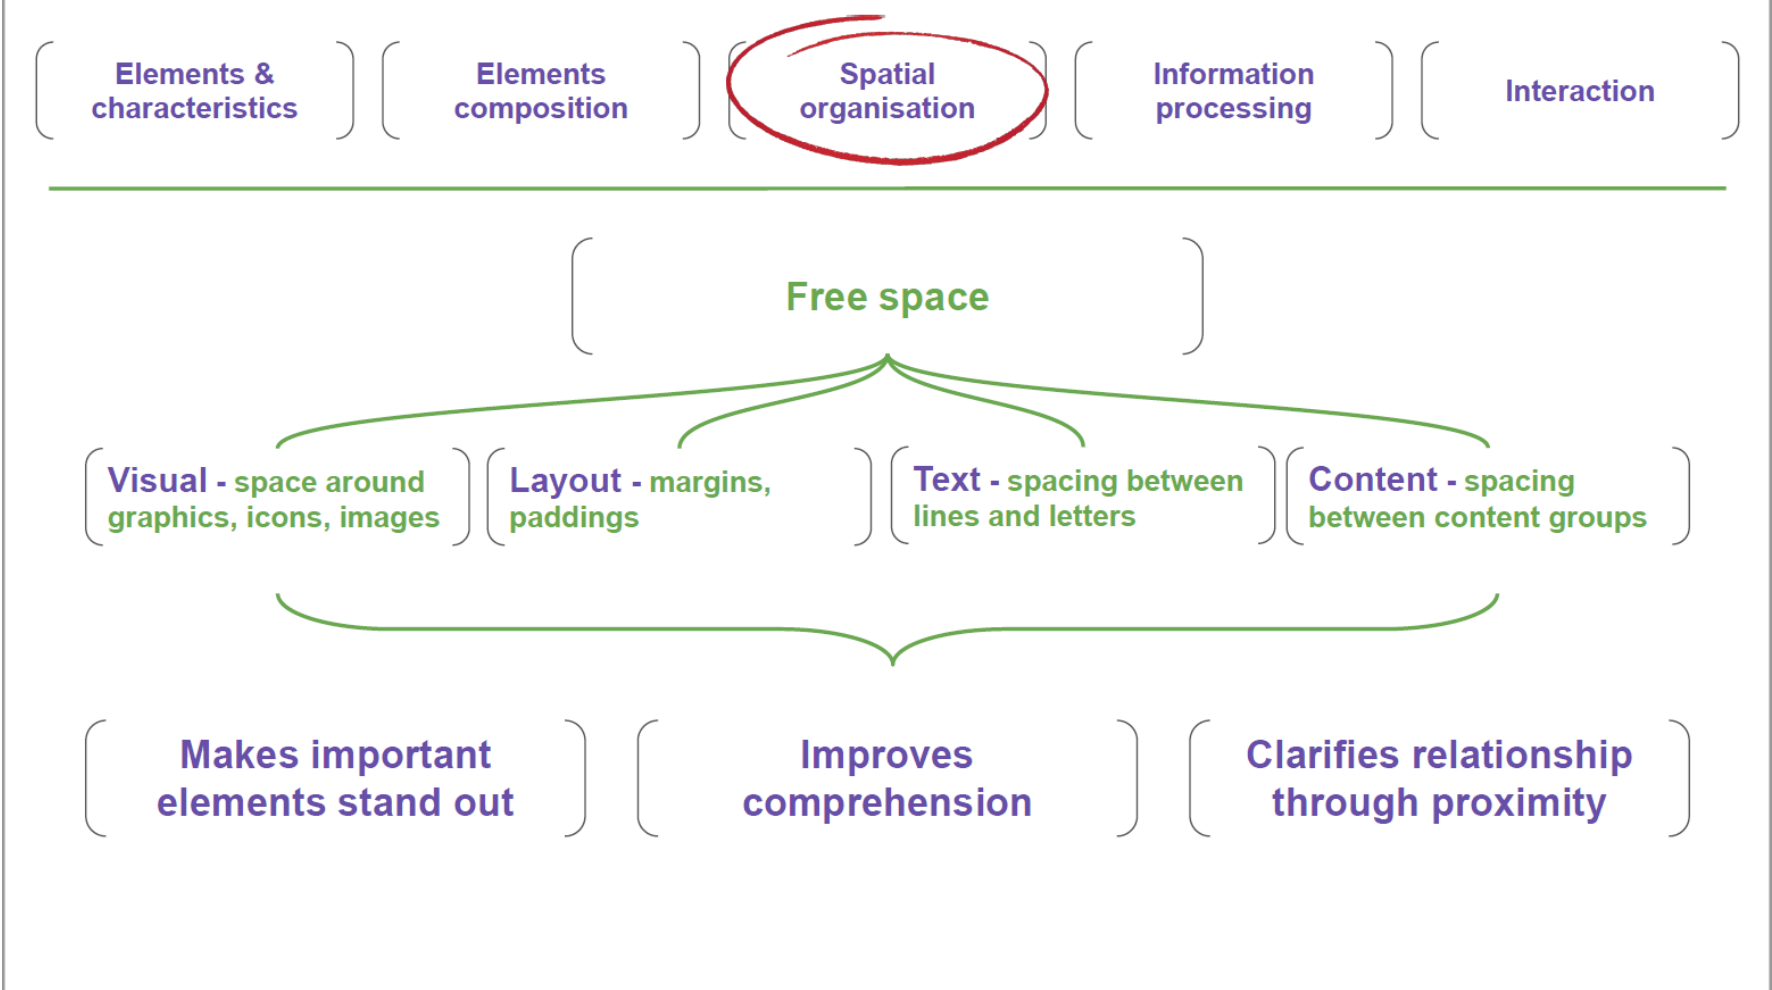 Elements &
characteristics
Elements
composition
Spatial
organisation
Information
processing
Interaction
Free space
Visual - space around
graphics, icons, images
Layout - margins,
paddings
Text - spacing between
lines and letters
Content - spacing
between content groups
Makes important
elements stand out
Improves
comprehension
Clarifies relationship
through proximity